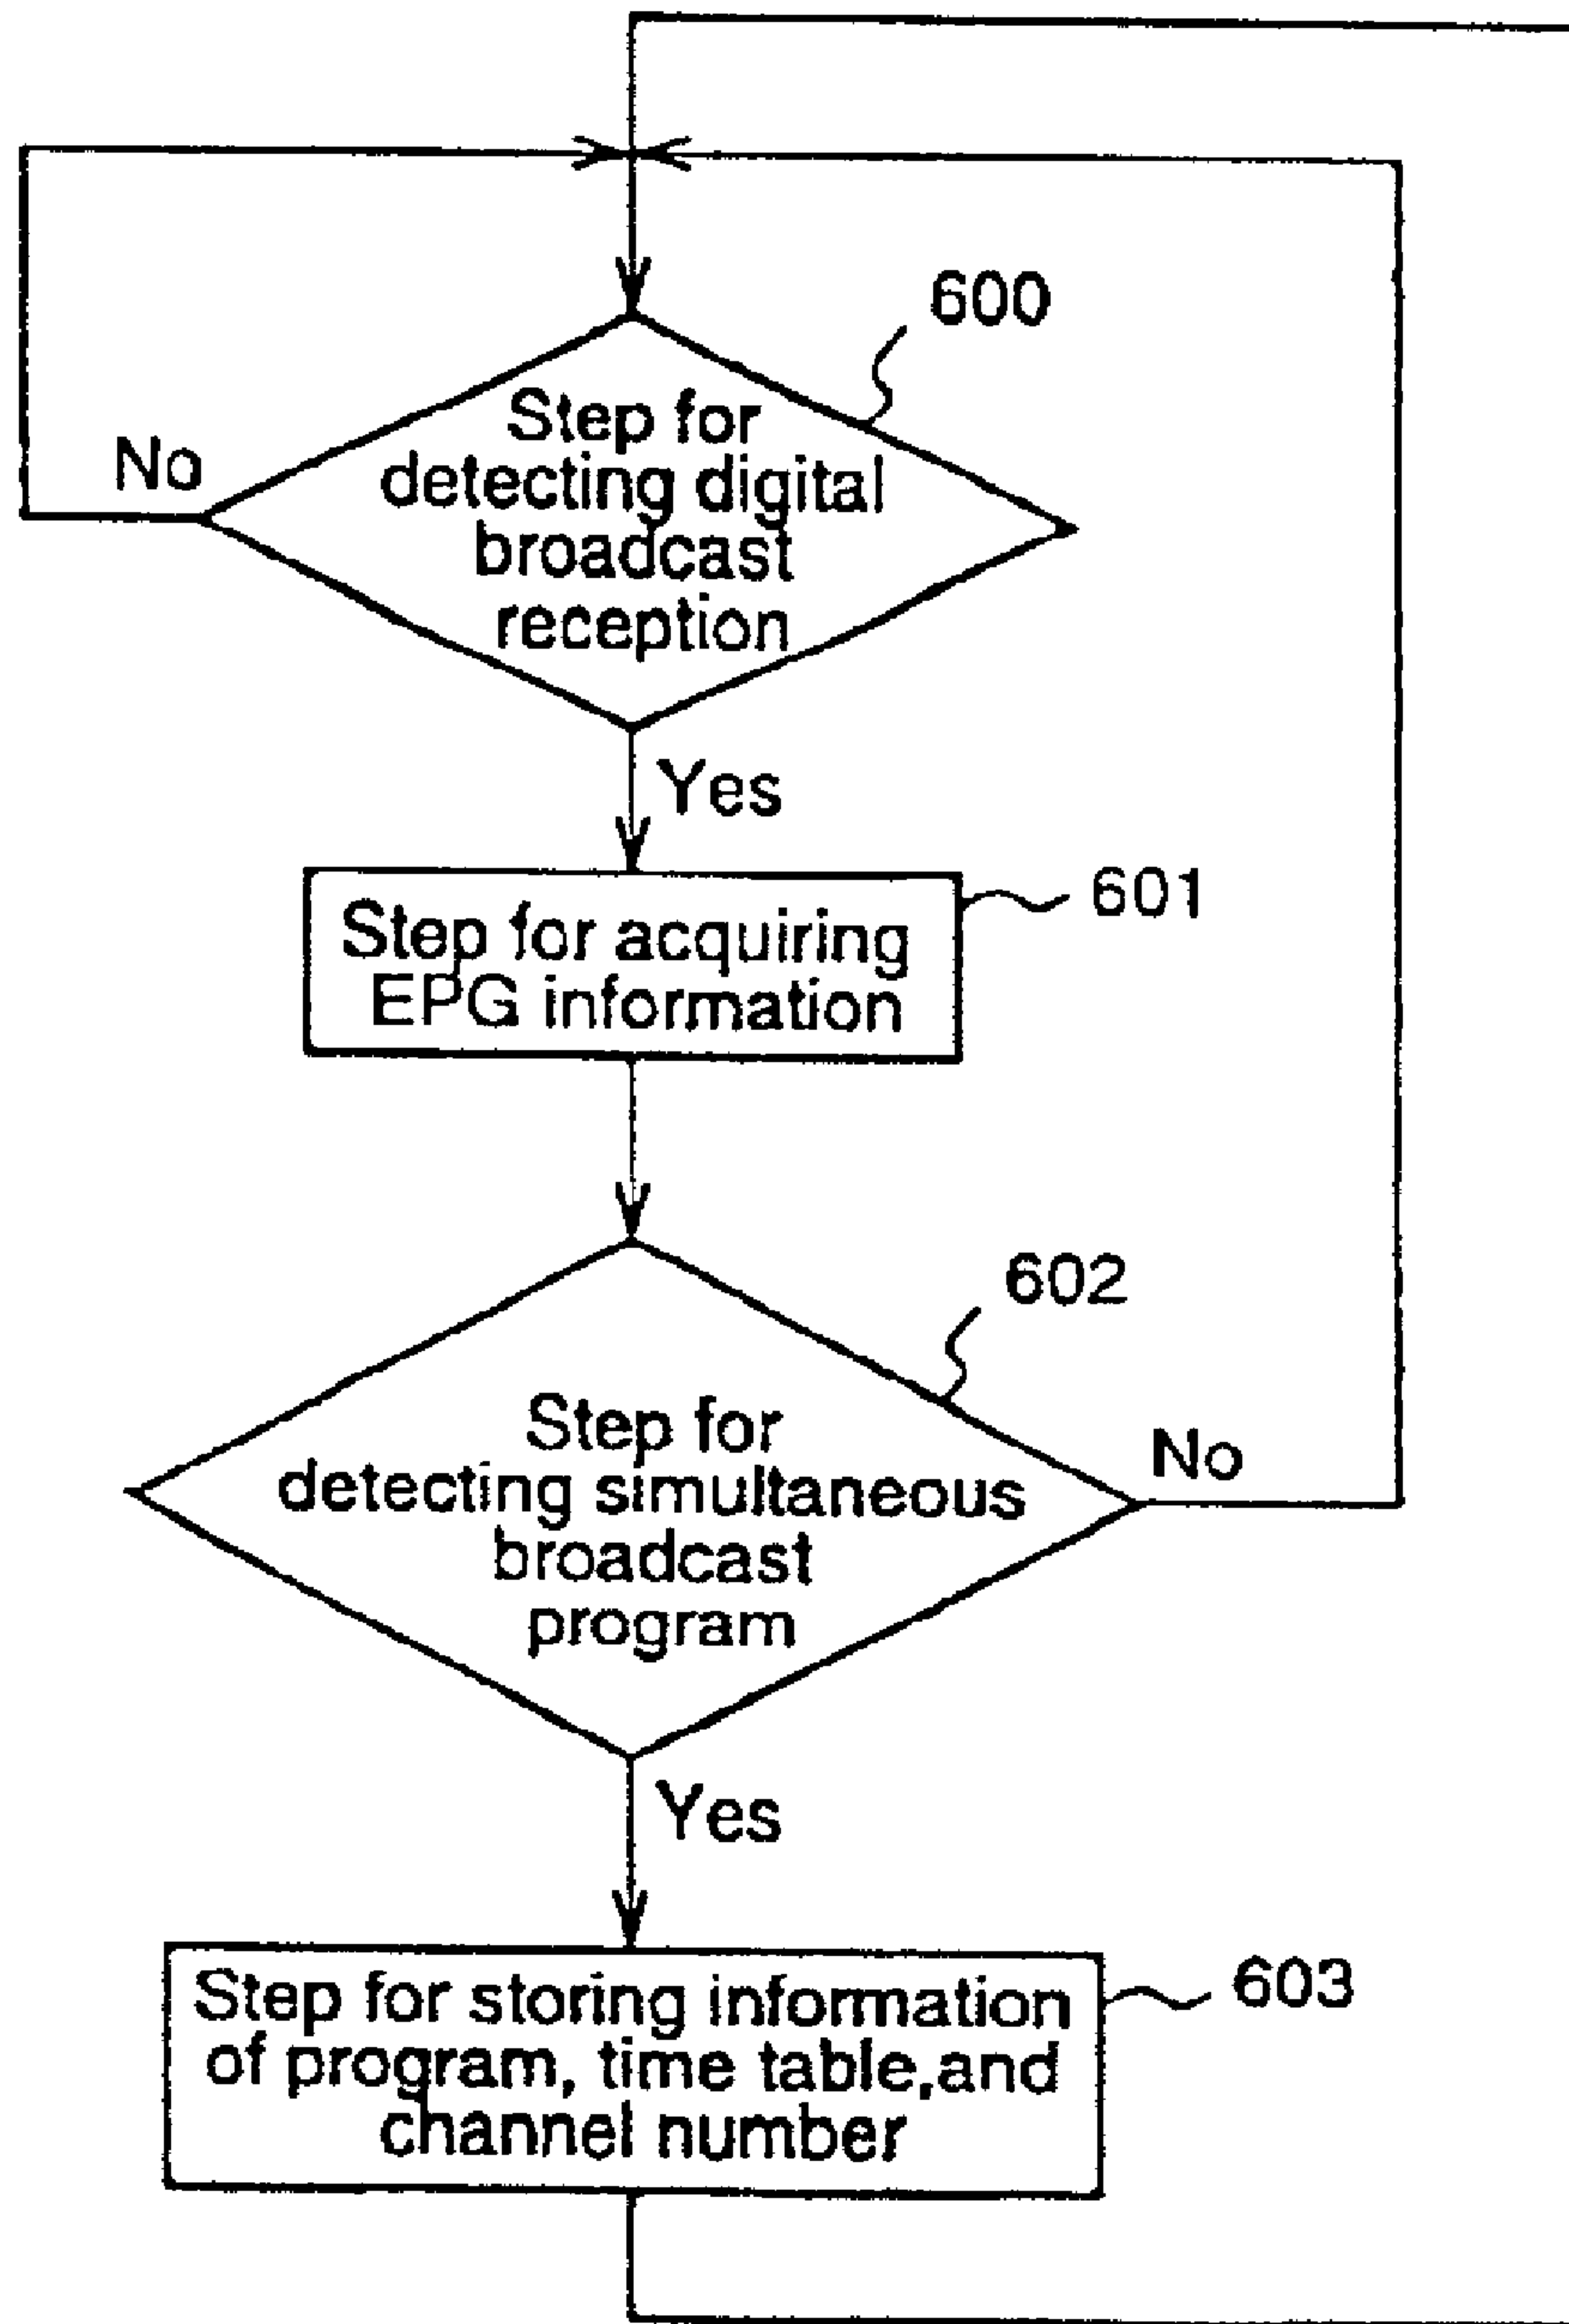 600
Step for
detecting digital
broadcast
reception
No
Yes
601
Step for acquiring
EPG information
602
Step for
detecting simultaneous
broadcast
program
No
Yes
603
Step for storing information
of program, time table,and
channel number